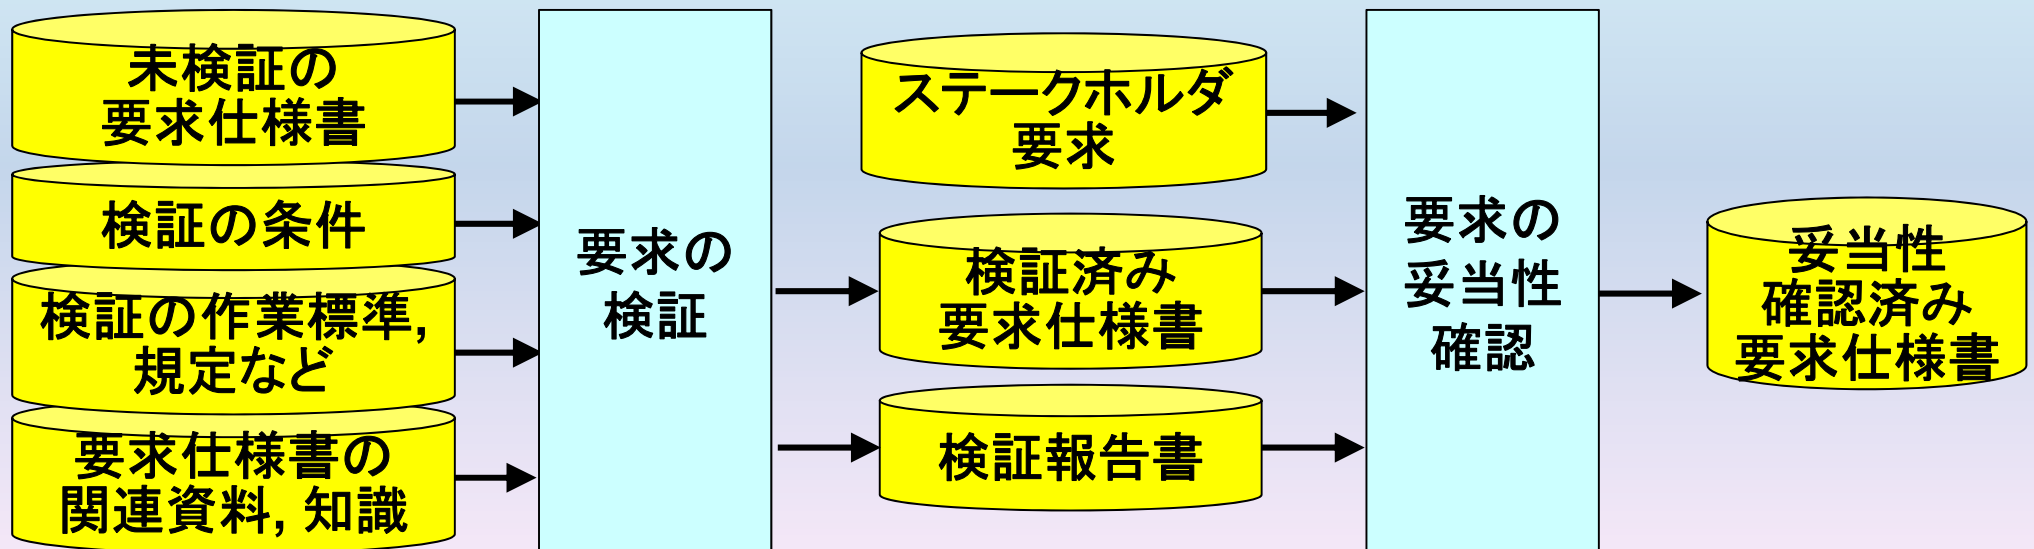 未検証の
要求仕様書
検証の条件
検証の作業標準,
規定など
要求仕様書の
関連資料, 知識
要求の
検証
ステークホルダ
要求
検証済み
要求仕様書
検証報告書
要求の
妥当性
確認
妥当性
確認済み
要求仕様書